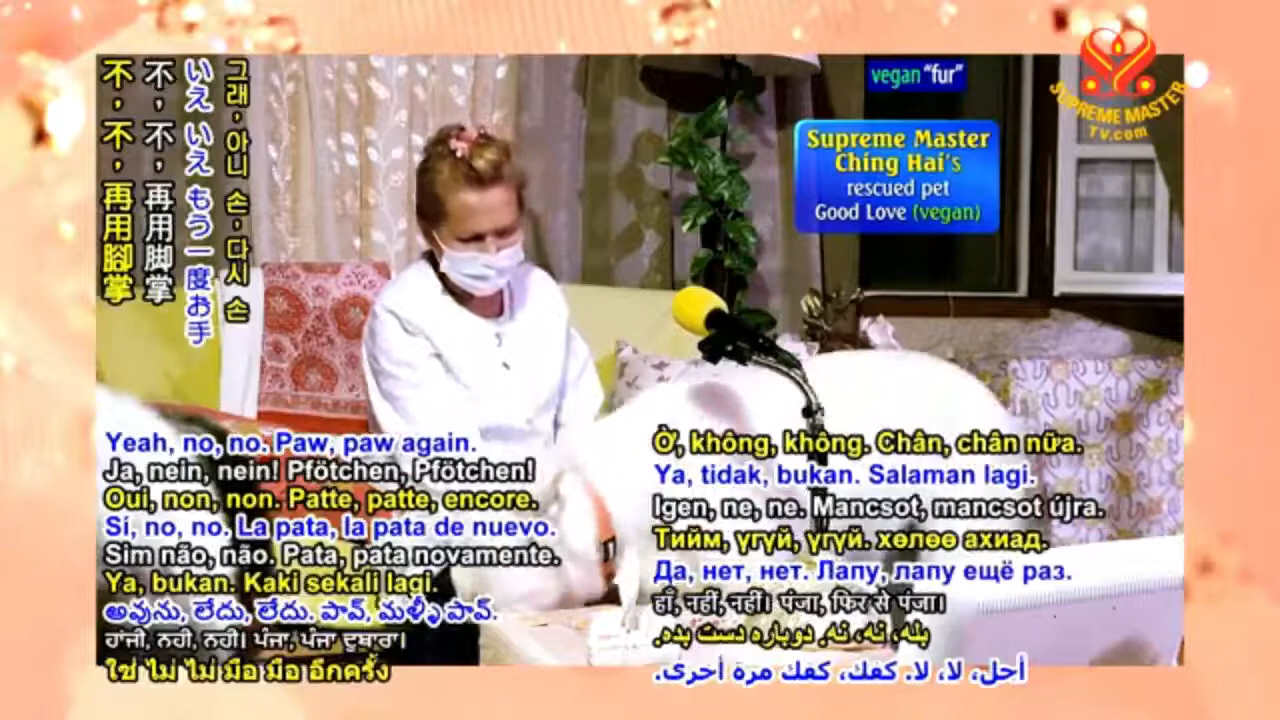 vegan "fur"
SUPREME MASTER
TV.com
Supreme Master
Ching Hai's
rescued pet
Good Love (vegan)
그래, 아니 손, 다시 손
いえ いえ もう一度お手
不，不，再用脚掌
不，不，再用腳掌
Yeah, no, no. Paw, paw again.
Ja, nein, nein! Pfötchen, Pfötchen!
Oui, non, non. Patte, patte, encore.
Sí, no, no. La pata, la pata de nuevo.
Sim não, não. Pata, pata novamente.
Ya, bukan. Kaki sekali lagi.
అవును, లేదు, లేదు. పావ్, మళ్ళీ పావ్.
ਹਾਂਜੀ, ਨਹੀ, ਨਹੀ। ਪੰਜਾ, ਪੰਜਾ ਦੂਬਾਰਾ।
ใช่ ไม่ ไม่ มือ มือ อีกครั้ง
Ờ, không, không. Chân, chân nữa.
Ya, tidak, bukan. Salaman lagi.
Igen, ne, ne. Mancsot, mancsot újra.
Тийм, үгүй, үгүй. хөлөө ахиад.
Да, нет, нет. Лапу, лапу ещё раз.
हाँ, नहीं, नहीं। पंजा, फिर से पंजा।
بله، نه، نه. دوباره دست بده.
أجل، لا، لا. كفك، كفك مرة أخرى.